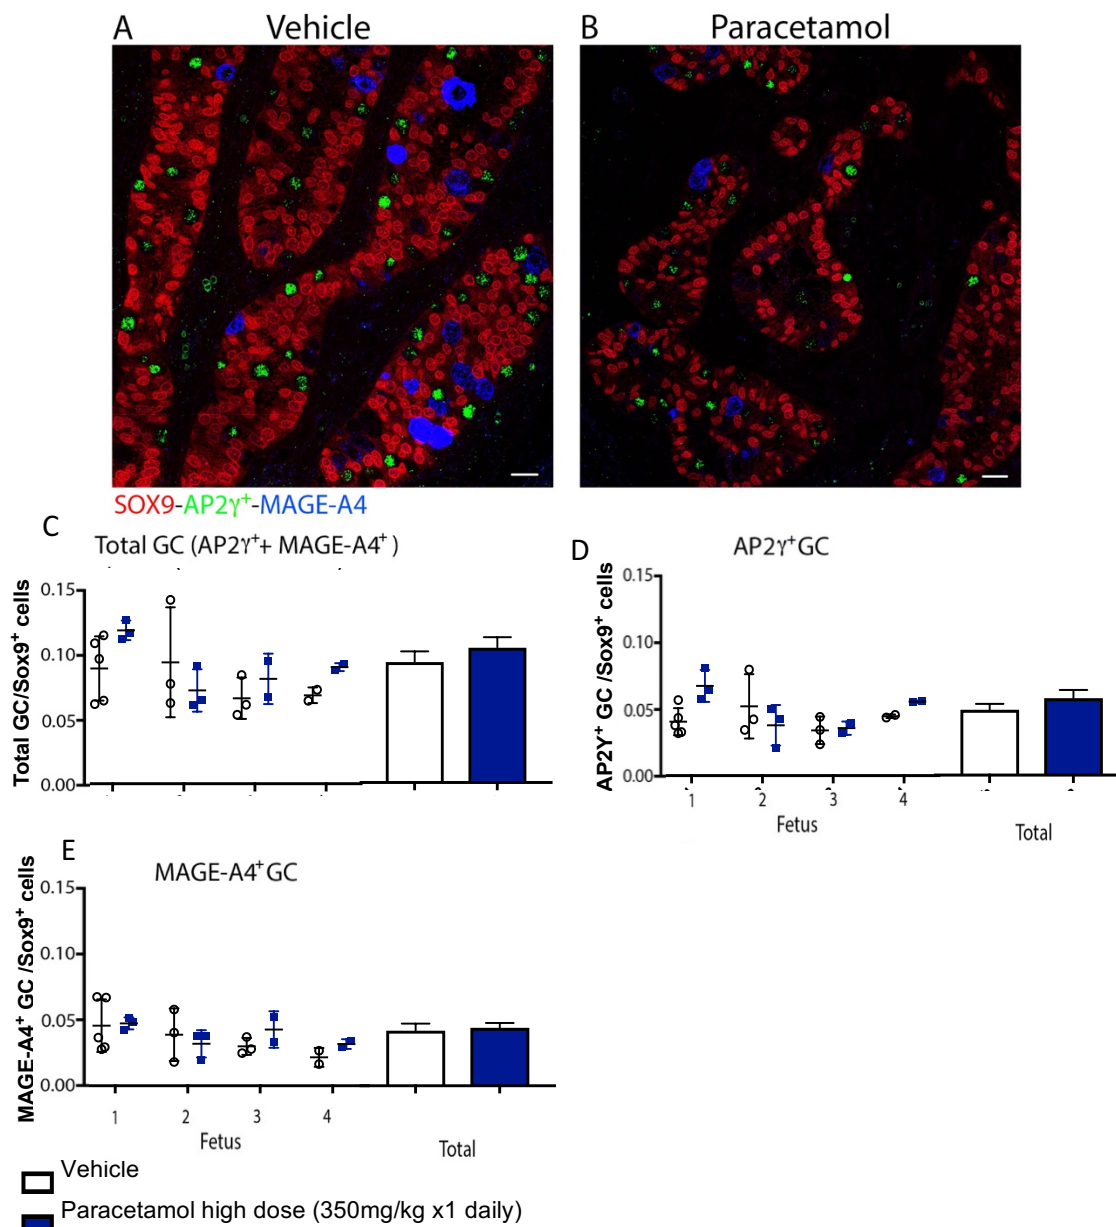 A Vehicle
B Paracetamol
SOX9-AP2γ⁺-MAGE-A4
C
Total GC (AP2γ⁺+ MAGE-A4⁺ )
Total GC/Sox9⁺ cells
0.15
0.10
0.05
0.00
D
AP2γ⁺GC
AP2Y⁺ GC /Sox9⁺ cells
0.15
0.10
0.05
0.00
1 2 3 4
Fetus
Total
E
MAGE-A4⁺GC
MAGE-A4⁺ GC /Sox9⁺ cells
0.15
0.10
0.05
0.00
1 2 3 4
Fetus
Total
Vehicle
Paracetamol high dose (350mg/kg x1 daily)